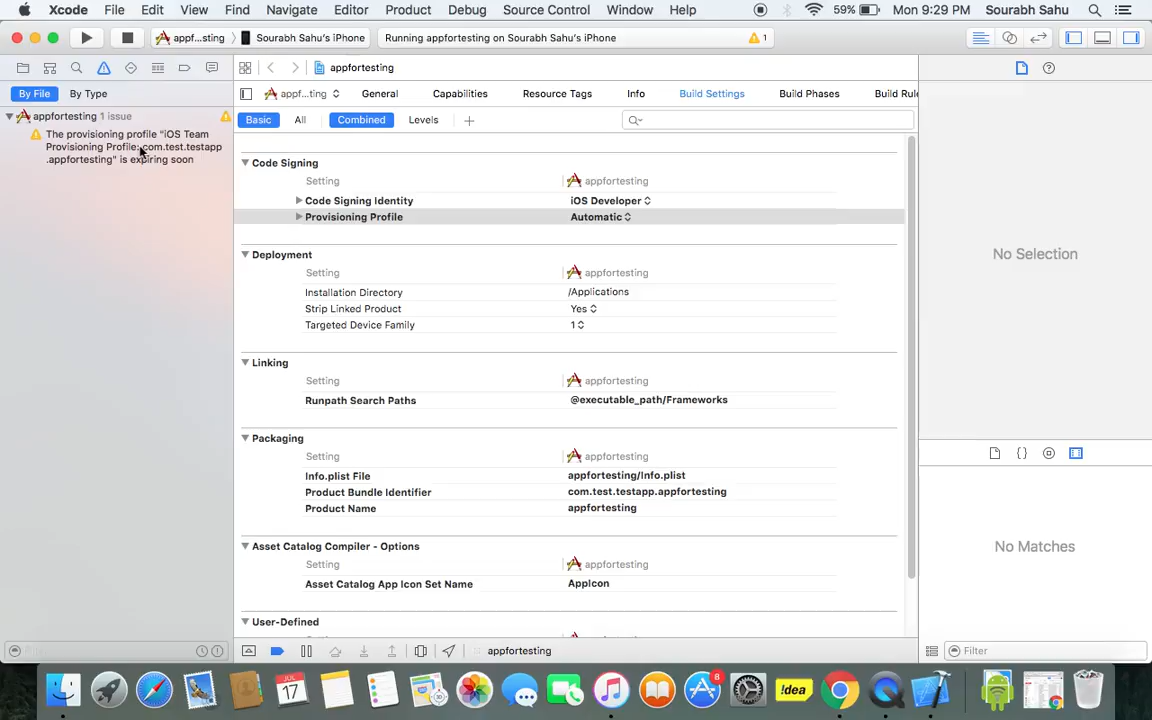 Xcode File Edit View Find Navigate Editor Product Debug Source Control Window Help 59% Mon 9:29 PM Sourabh Sahu
appf...sting Sourabh Sahu's iPhone Running appfortesting on Sourabh Sahu's iPhone 1
appfortesting
By File By Type
appf...ting General Capabilities Resource Tags Info Build Settings Build Phases Build Rul
appfortesting 1 issue
The provisioning profile "iOS Team
Provisioning Profile: com.test.testapp
.appfortesting" is expiring soon
Basic All Combined Levels
Code Signing
Setting appfortesting
Code Signing Identity iOS Developer
Provisioning Profile Automatic
Deployment
Setting appfortesting
Installation Directory /Applications
Strip Linked Product Yes
Targeted Device Family 1
Linking
Setting appfortesting
Runpath Search Paths @executable_path/Frameworks
Packaging
Setting appfortesting
Info.plist File appfortesting/Info.plist
Product Bundle Identifier com.test.testapp.appfortesting
Product Name appfortesting
Asset Catalog Compiler - Options
Setting appfortesting
Asset Catalog App Icon Set Name AppIcon
User-Defined
No Selection
{ }
No Matches
appfortesting
Filter
JUL
17
8
!dea